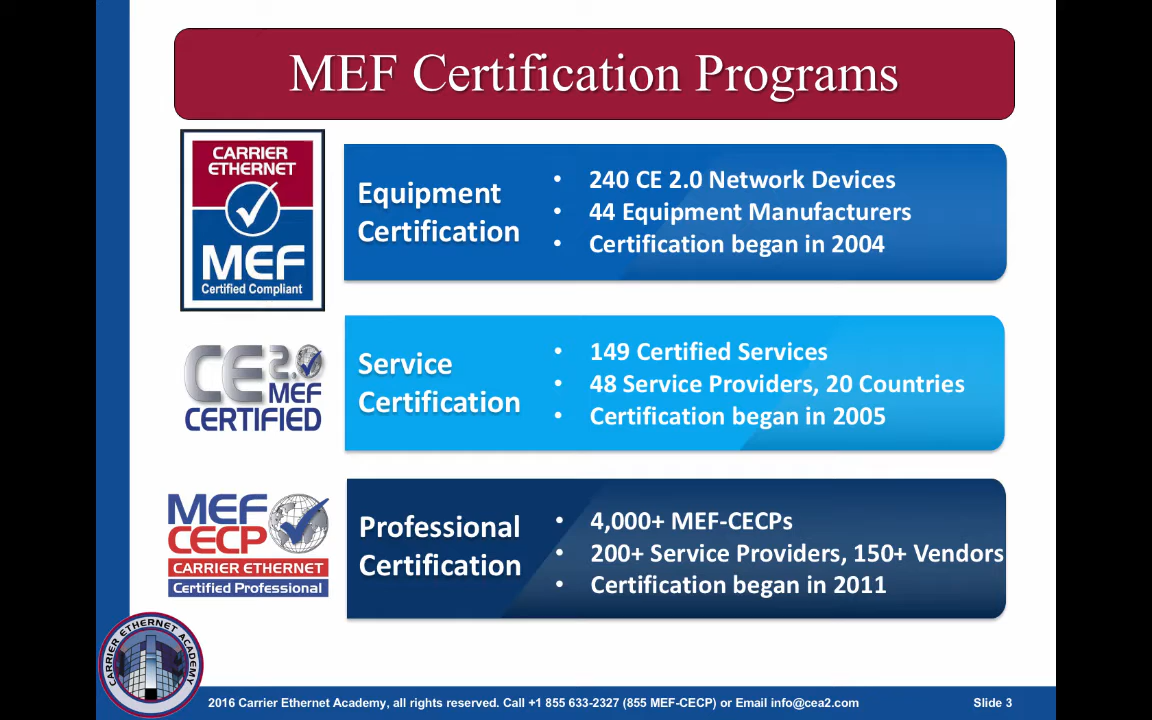 MEF Certification Programs
CARRIER
ETHERNET
MEF
Certified Compliant
Equipment
Certification
• 240 CE 2.0 Network Devices
• 44 Equipment Manufacturers
• Certification began in 2004
CE 2.0
MEF
CERTIFIED
Service
Certification
• 149 Certified Services
• 48 Service Providers, 20 Countries
• Certification began in 2005
MEF
CECP
CARRIER ETHERNET
Certified Professional
Professional
Certification
• 4,000+ MEF-CECPs
• 200+ Service Providers, 150+ Vendors
• Certification began in 2011
CARRIER ETHERNET ACADEMY
2016 Carrier Ethernet Academy, all rights reserved. Call +1 855 633-2327 (855 MEF-CECP) or Email info@cea2.com
Slide 3